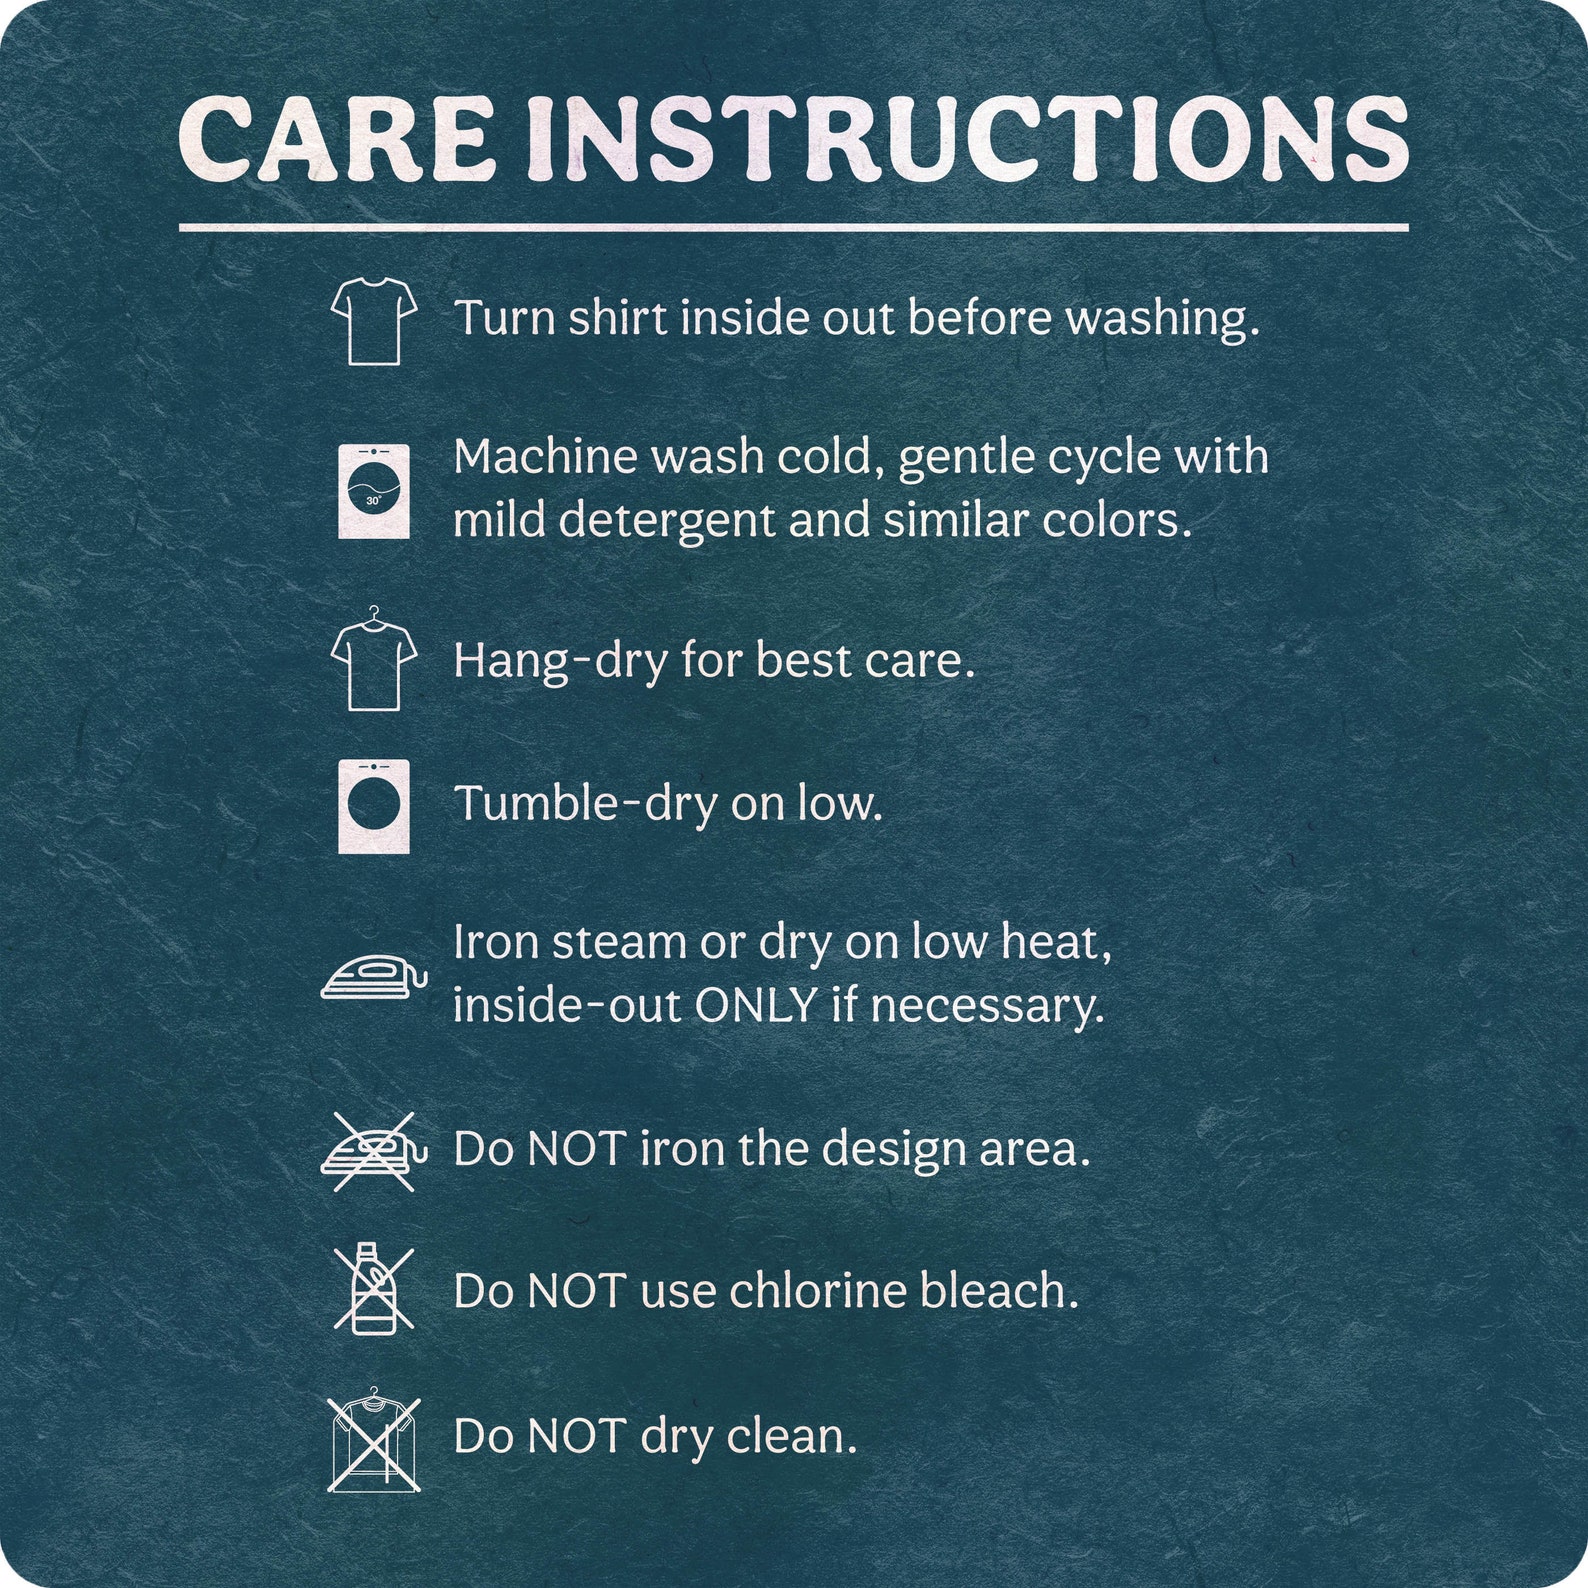 CARE INSTRUCTIONS
Turn shirt inside out before washing.
30°
Machine wash cold, gentle cycle with
mild detergent and similar colors.
Hang-dry for best care.
Tumble-dry on low.
Iron steam or dry on low heat,
inside-out ONLY if necessary.
Do NOT iron the design area.
Do NOT use chlorine bleach.
Do NOT dry clean.